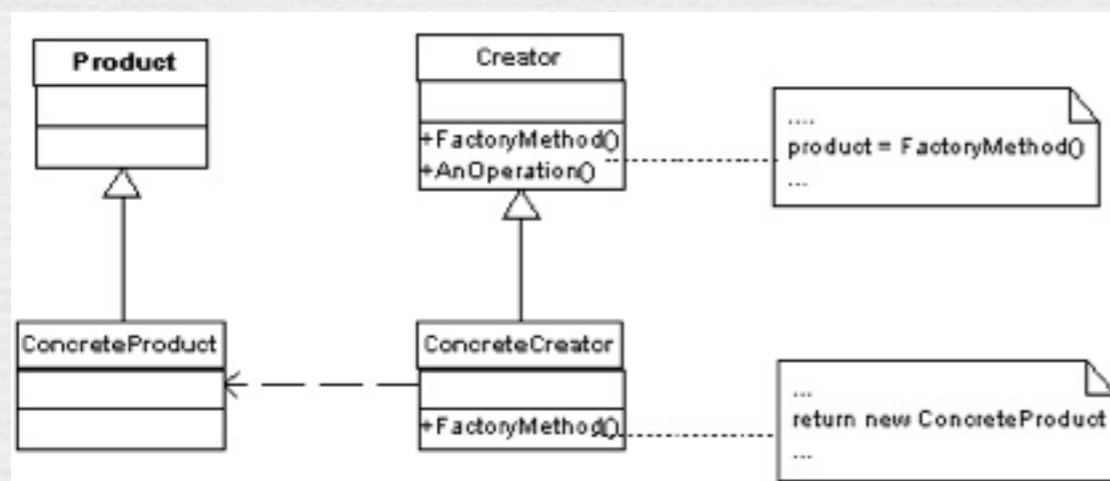 Product
Creator
+FactoryMethod()
+AnOperation()
....
product = FactoryMethod()
...
ConcreteProduct
ConcreteCreator
+FactoryMethod()
...
return new ConcreteProduct
...